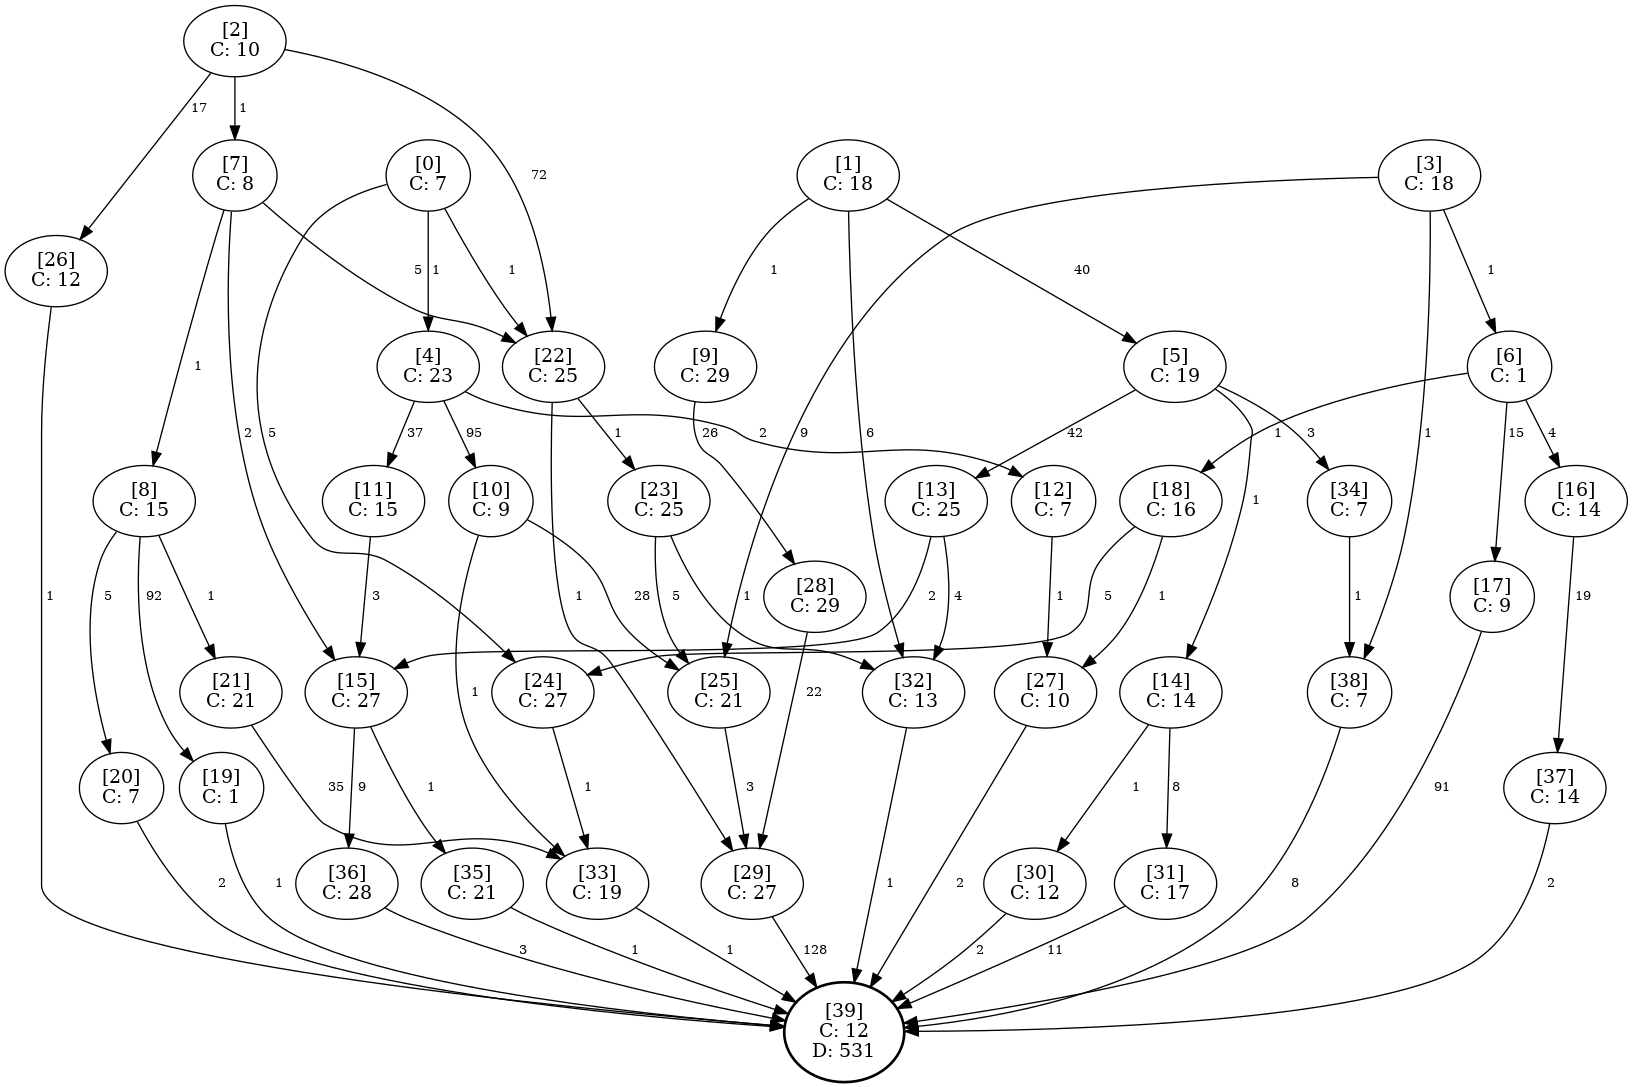 [2]
C: 10
17
1
72
[7]
C: 8
[0]
C: 7
[1]
C: 18
[3]
C: 18
[26]
C: 12
5
1
1
1
40
1
1
[4]
C: 23
[22]
C: 25
[9]
C: 29
[5]
C: 19
[6]
C: 1
2
5
37
95
1
2
26
9
6
42
3
1
1
15
4
[8]
C: 15
[11]
C: 15
[10]
C: 9
[23]
C: 25
[13]
C: 25
[12]
C: 7
[18]
C: 16
[34]
C: 7
[16]
C: 14
1
5
92
1
3
1
28
5
1
2
4
1
5
1
1
1
19
[28]
C: 29
[17]
C: 9
[21]
C: 21
[15]
C: 27
[24]
C: 27
[25]
C: 21
[32]
C: 13
[27]
C: 10
[14]
C: 14
[38]
C: 7
1
22
[20]
C: 7
[19]
C: 1
35
9
1
1
3
1
8
91
[37]
C: 14
[36]
C: 28
[35]
C: 21
[33]
C: 19
[29]
C: 27
[30]
C: 12
[31]
C: 17
2
1
3
1
1
128
1
2
2
11
8
2
[39]
C: 12
D: 531